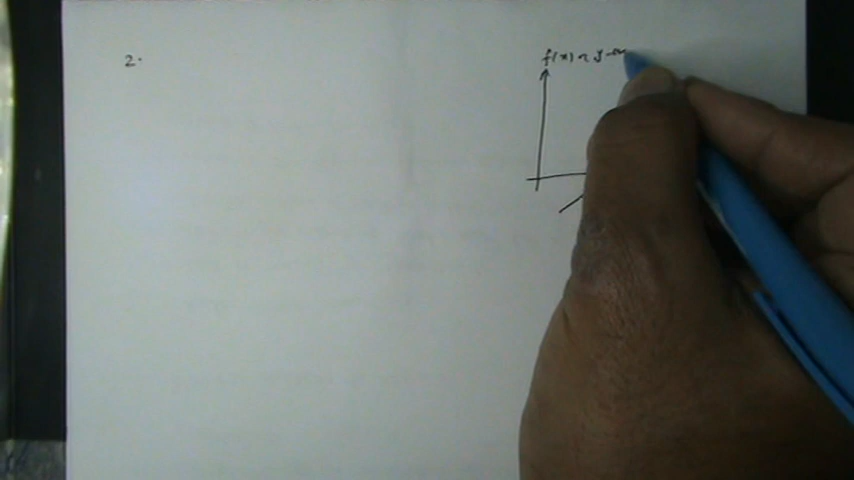 2.
f(x) ~ y-